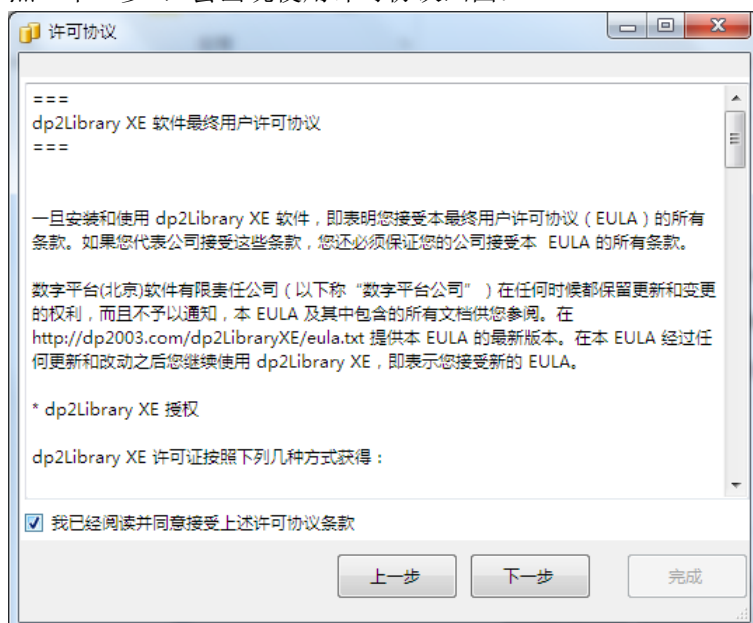 许可协议
===
dp2Library XE 软件最终用户许可协议
===
一旦安装和使用 dp2Library XE 软件，即表明您接受本最终用户许可协议（EULA）的所有
条款。如果您代表公司接受这些条款，您还必须保证您的公司接受本 EULA 的所有条款。
数字平台(北京)软件有限责任公司（以下称“数字平台公司”）在任何时候都保留更新和变更
的权利，而且不予以通知，本 EULA 及其中包含的所有文档供您参阅。在
http://dp2003.com/dp2LibraryXE/eula.txt 提供本 EULA 的最新版本。在本 EULA 经过任
何更新和改动之后您继续使用 dp2Library XE，即表示您接受新的 EULA。
* dp2Library XE 授权
dp2Library XE 许可证按照下列几种方式获得：
我已经阅读并同意接受上述许可协议条款
上一步 下一步 完成